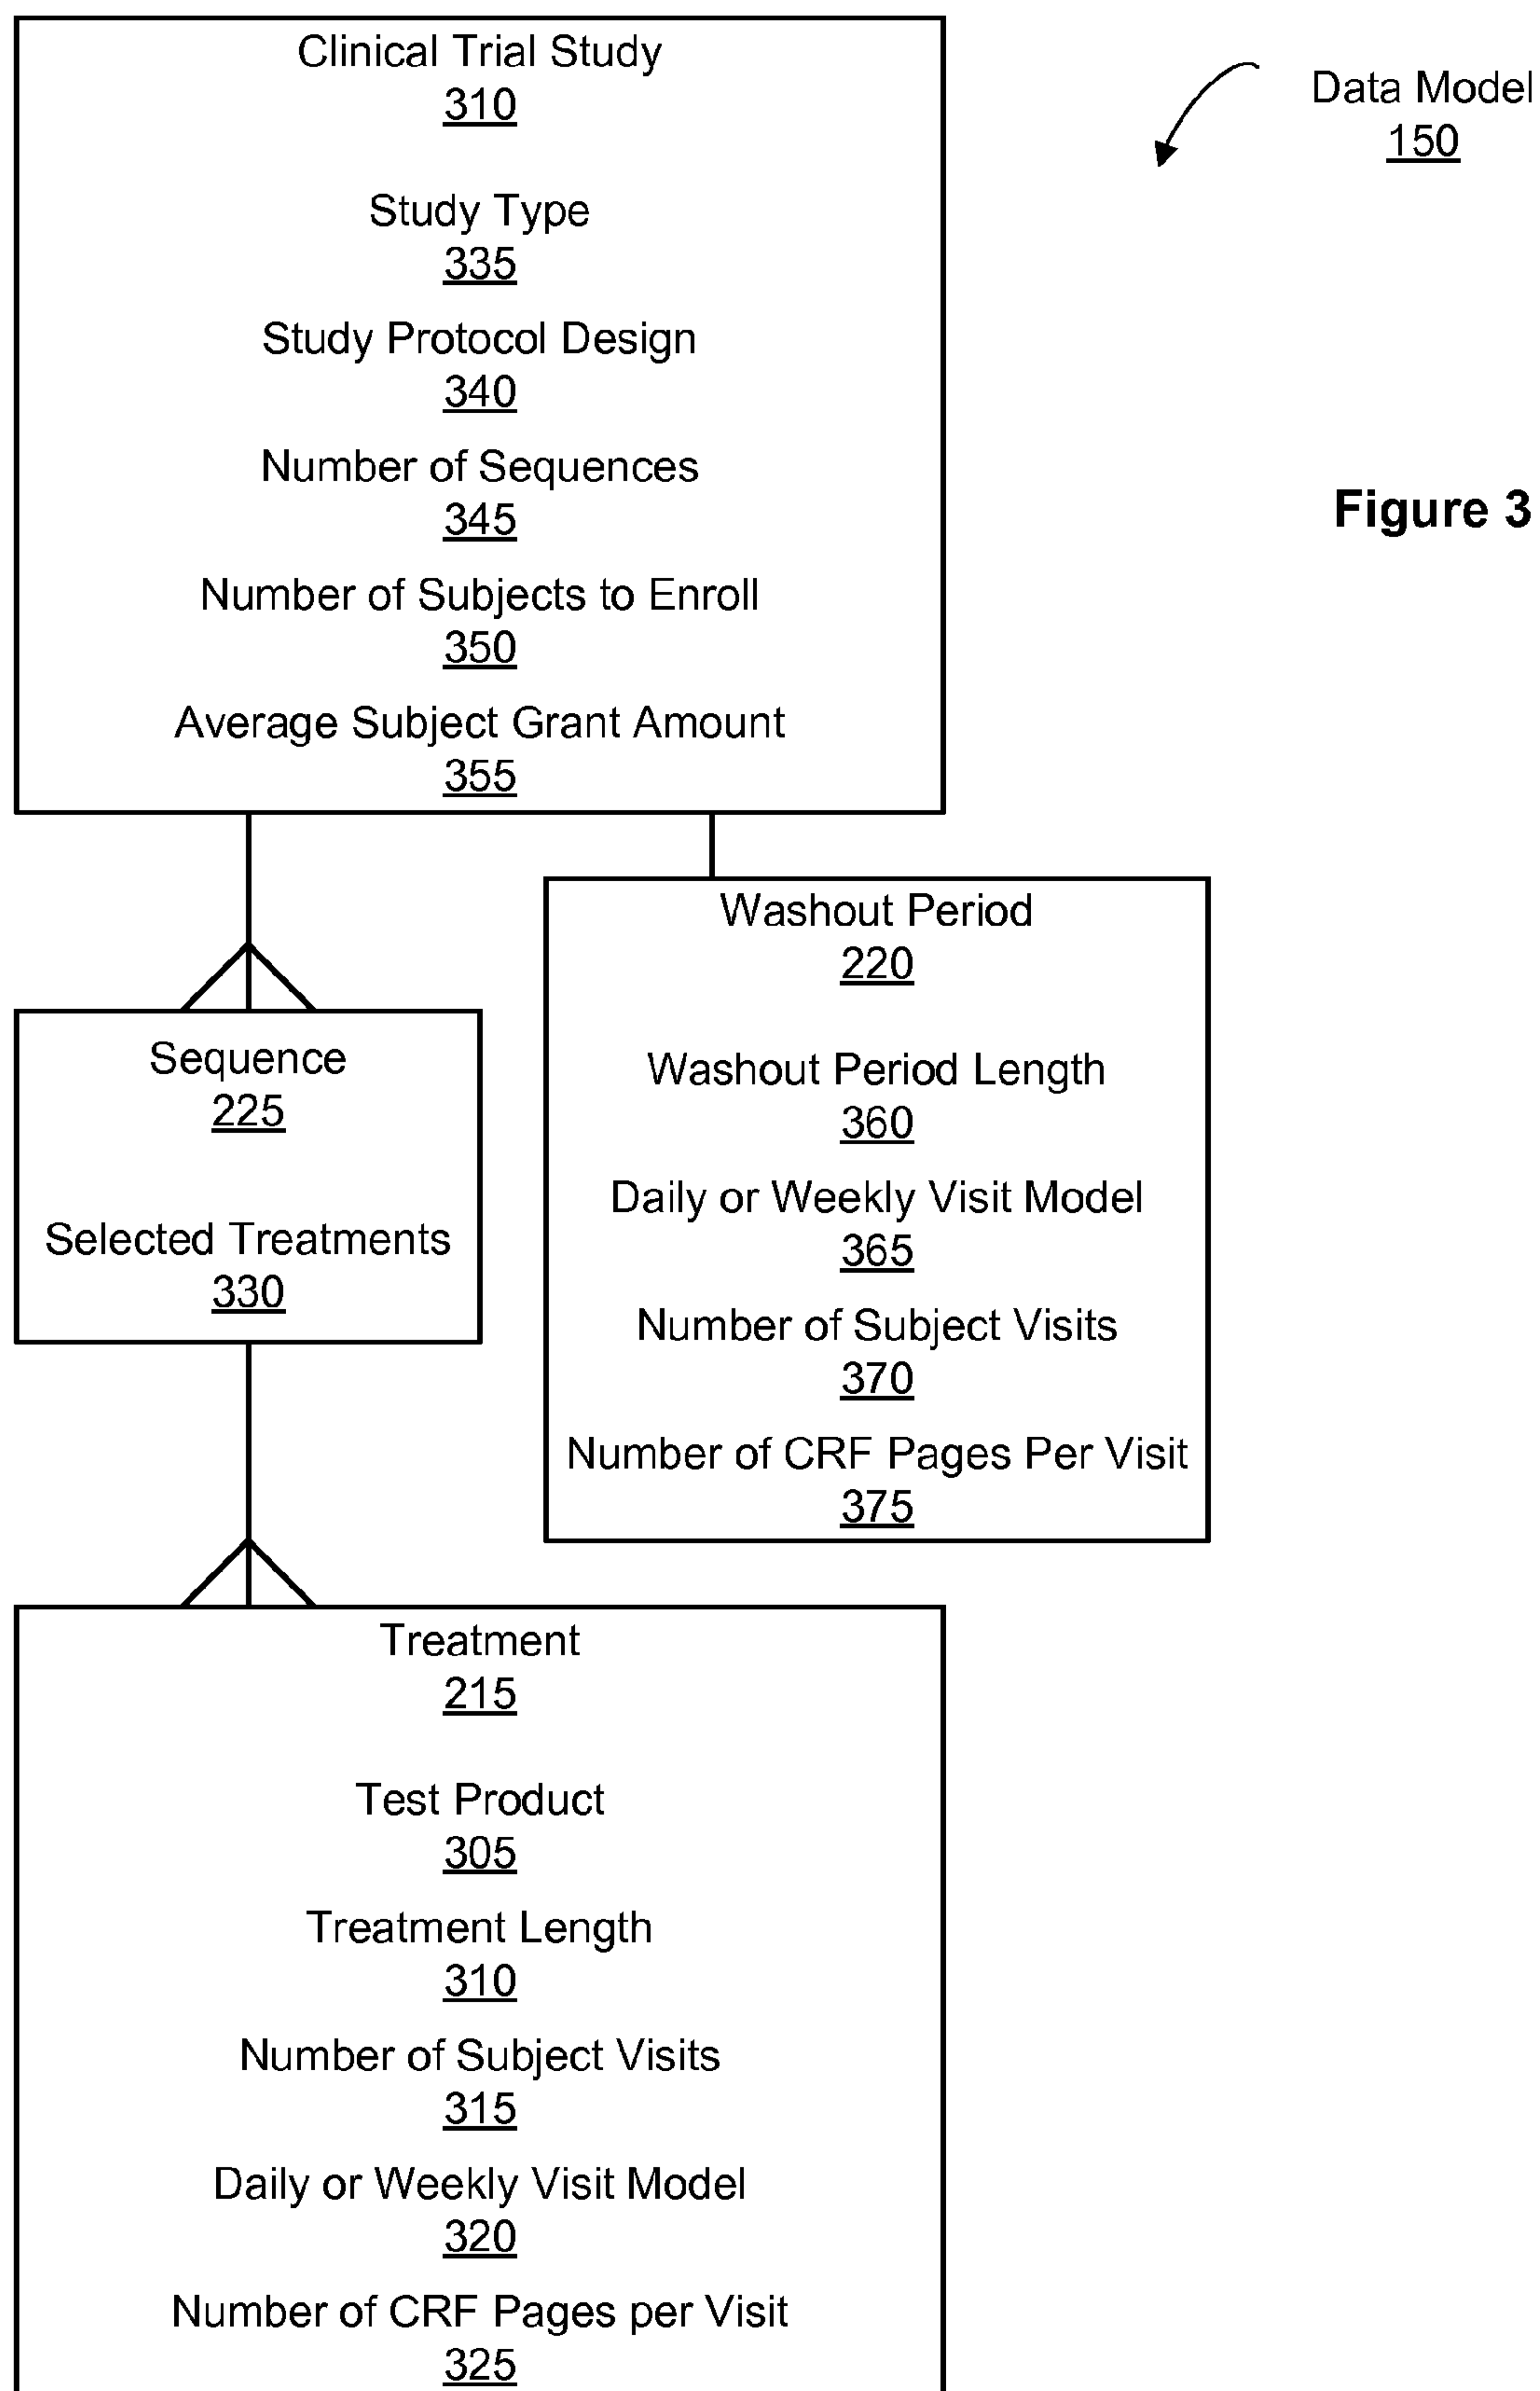 Clinical Trial Study
310
Study Type
335
Study Protocol Design
340
Number of Sequences
345
Number of Subjects to Enroll
350
Average Subject Grant Amount
355
Data Model
150
Figure 3
Washout Period
220
Washout Period Length
360
Daily or Weekly Visit Model
365
Number of Subject Visits
370
Number of CRF Pages Per Visit
375
Sequence
225
Selected Treatments
330
Treatment
215
Test Product
305
Treatment Length
310
Number of Subject Visits
315
Daily or Weekly Visit Model
320
Number of CRF Pages per Visit
325